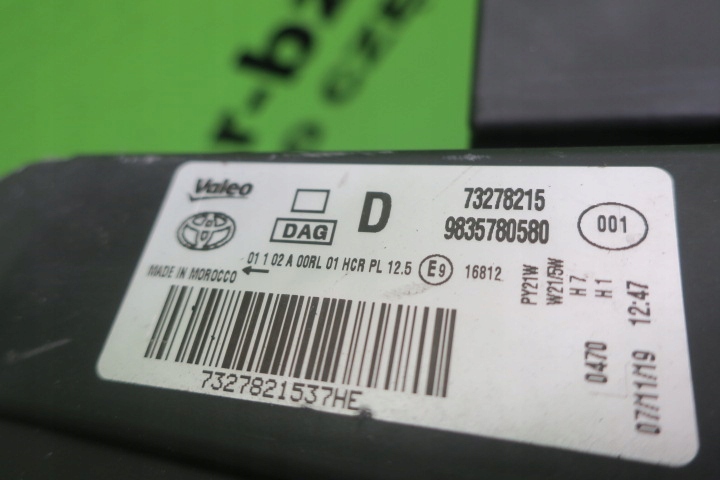 Valeo
DAG
D
73278215
9835780580
001
01 1 02 A 00RL 01 HCR PL 12.5
E9
16812
MADE IN MOROCCO
PY21W
W21/5W
H7
H1
7327821537HE
0470
07/11/19 12:47